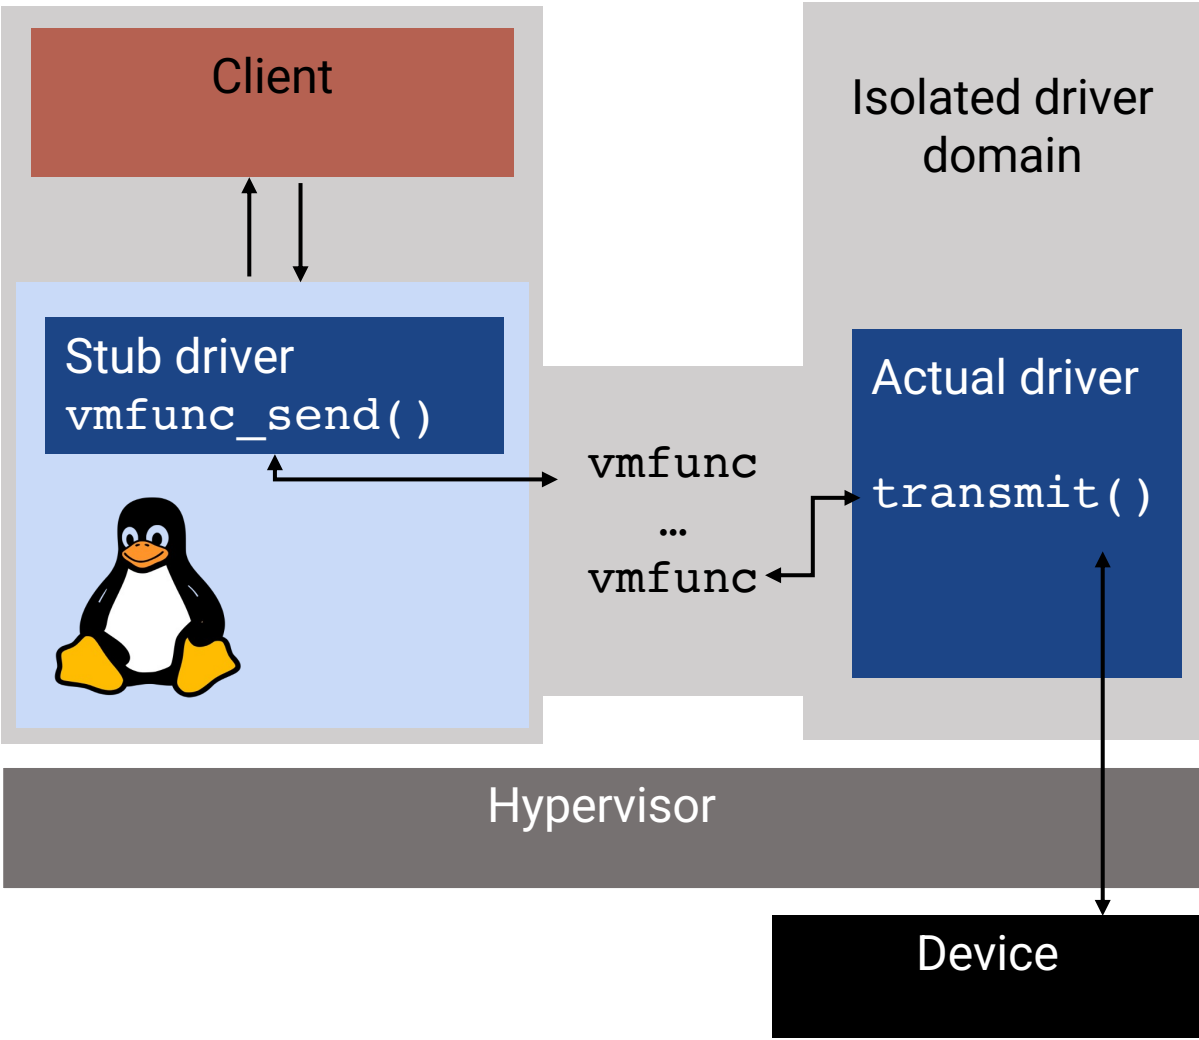 Client
Isolated driver
domain
Stub driver
vmfunc_send()
Actual driver
transmit()
vmfunc
…
vmfunc
Hypervisor
Device